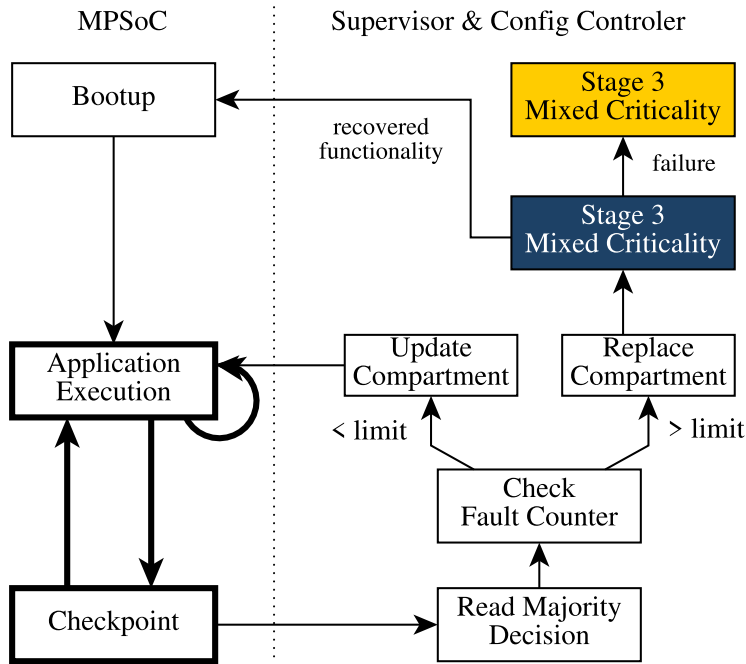 MPSoC
Supervisor & Config Controler
Bootup
Stage 3
Mixed Criticality
recovered
functionality
failure
Stage 3
Mixed Criticality
Application
Execution
Update
Compartment
Replace
Compartment
< limit
> limit
Check
Fault Counter
Checkpoint
Read Majority
Decision